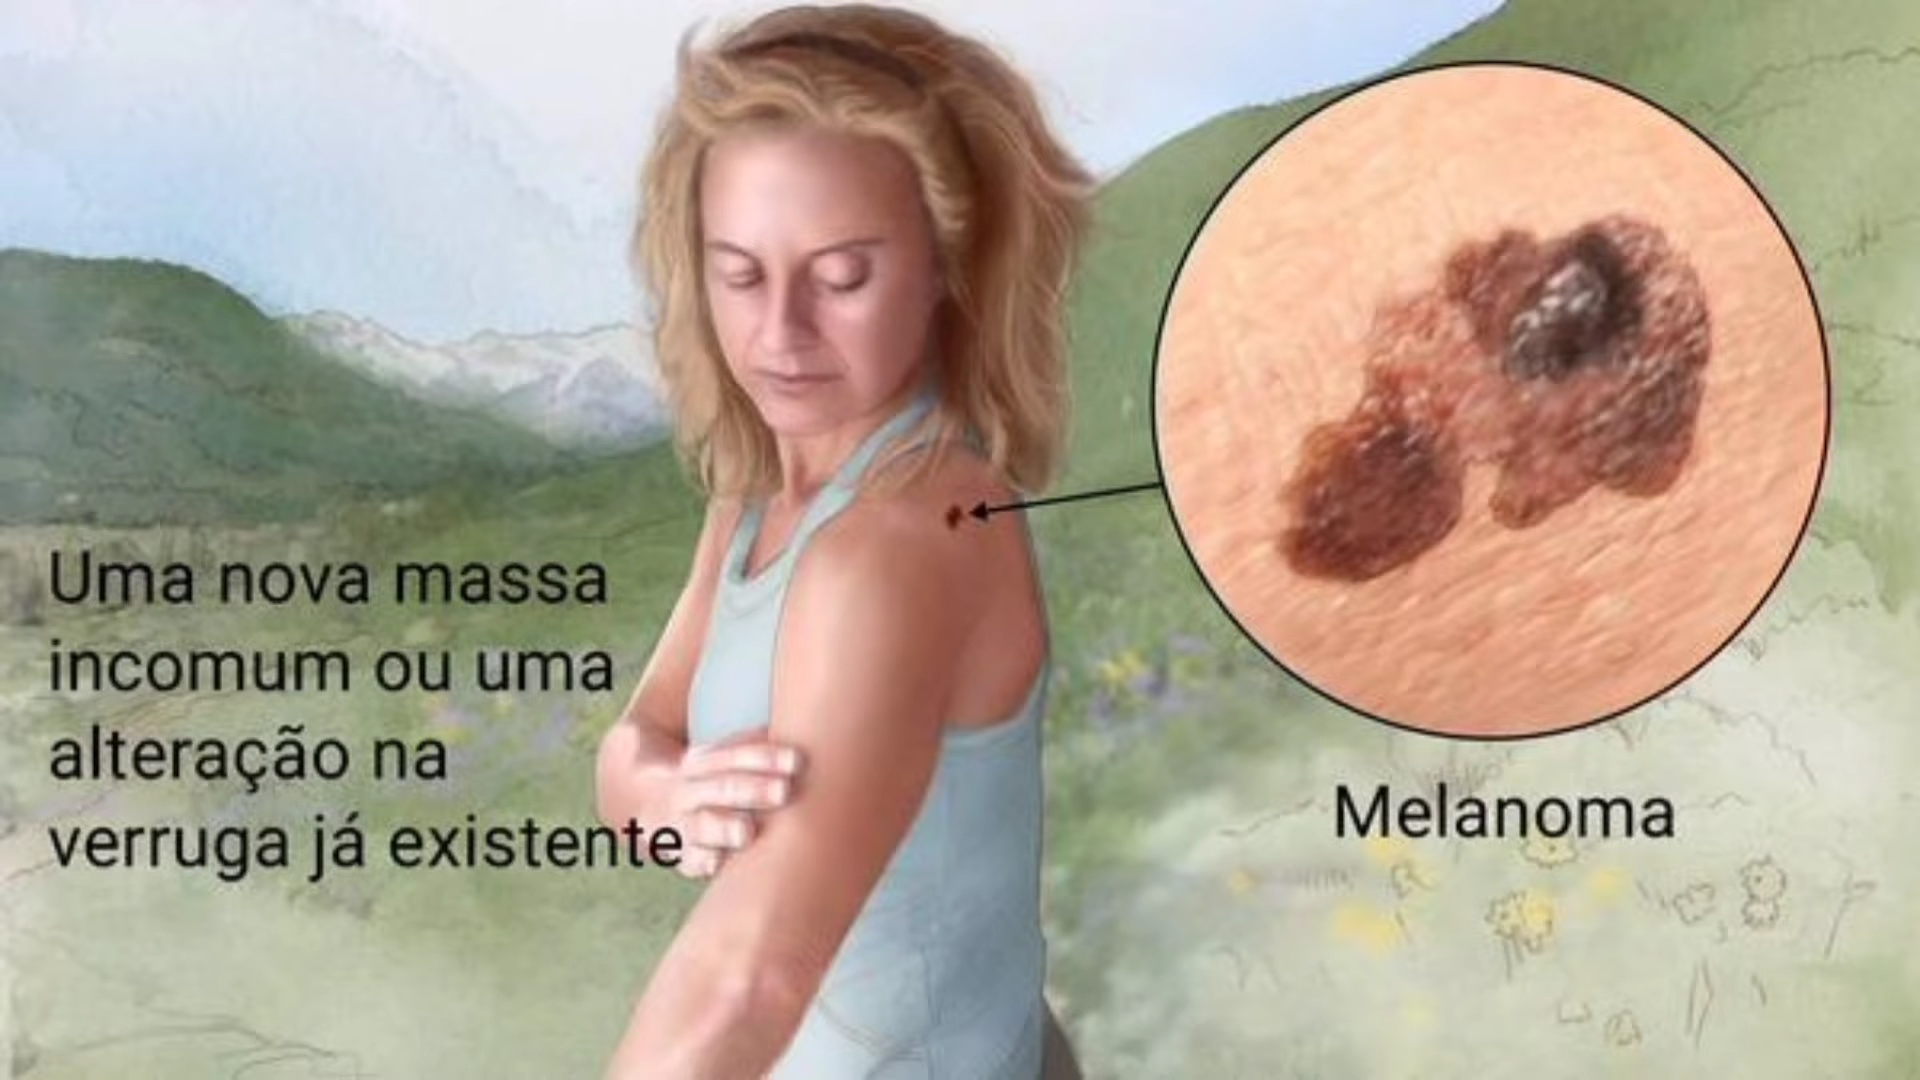 Uma nova massa
incomum ou uma
alteração na
verruga já existente
Melanoma